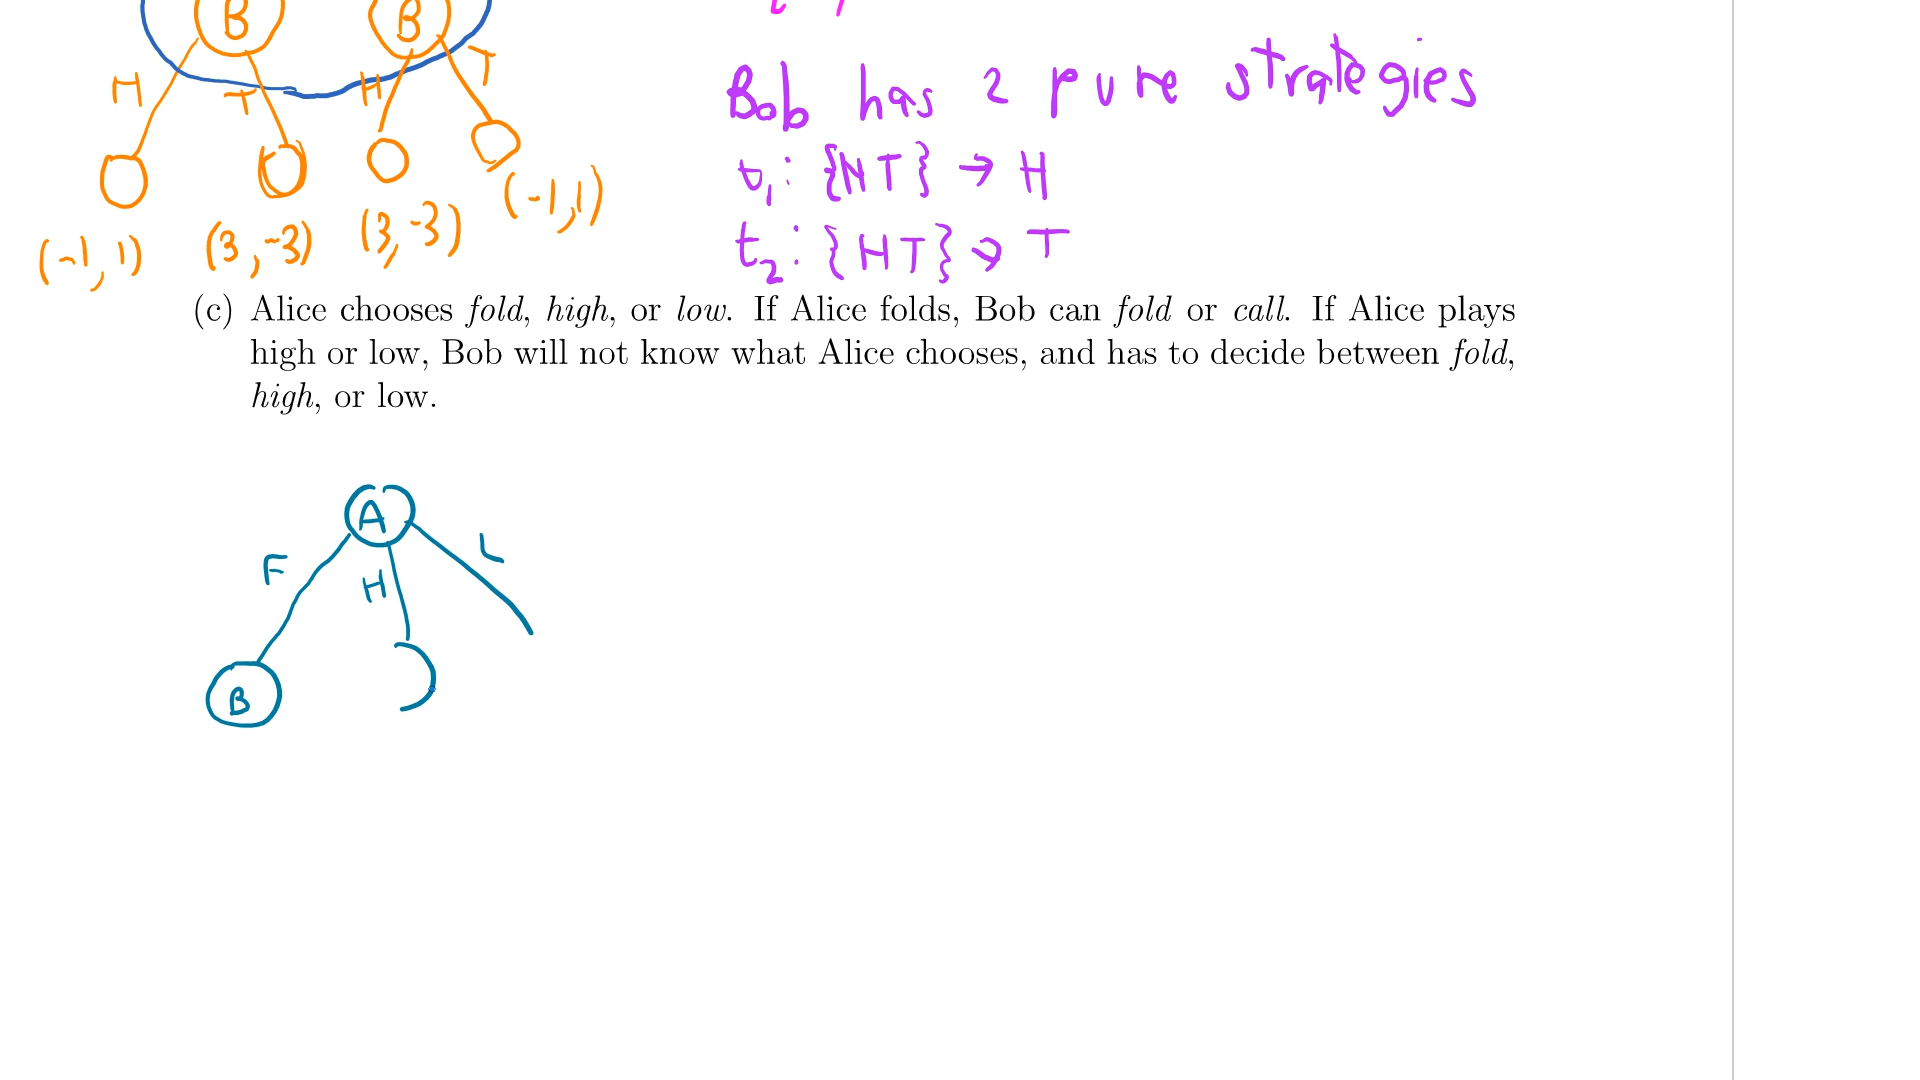 B B
H T H T
(-1,1) (3,-3) (3,-3) (-1,1)
Bob has 2 pure strategies
t₁: {HT} → H
t₂: {HT} → T
(c) Alice chooses fold, high, or low. If Alice folds, Bob can fold or call. If Alice plays
high or low, Bob will not know what Alice chooses, and has to decide between fold,
high, or low.
A
F H L
B